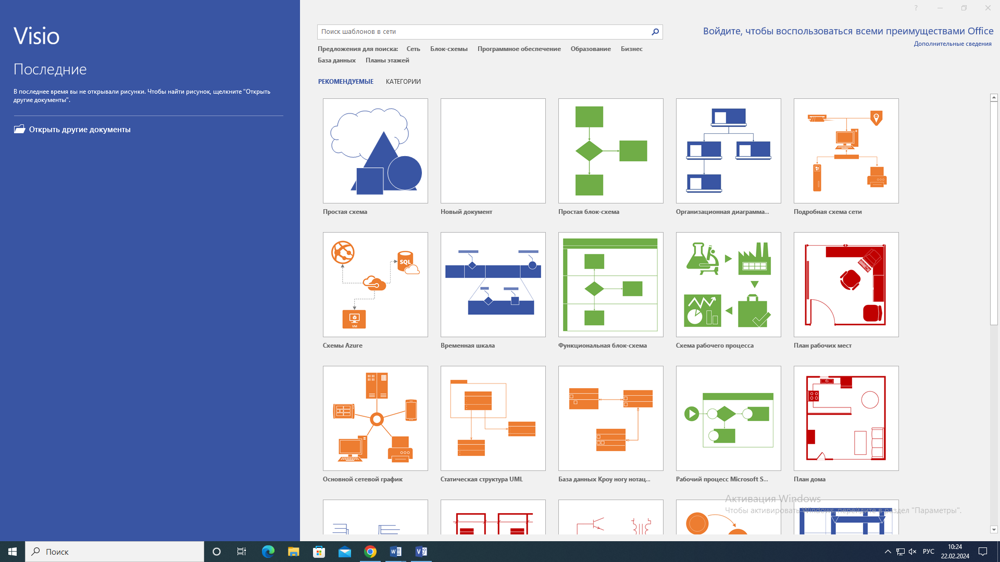 ?
Visio
Последние
В последнее время вы не открывали рисунки. Чтобы найти рисунок, щелкните "Открыть
другие документы".
Открыть другие документы
Поиск шаблонов в сети
Войдите, чтобы воспользоваться всеми преимуществами Office
Дополнительные сведения
Предложения для поиска: Сеть Блок-схемы Программное обеспечение Образование Бизнес
База данных Планы этажей
РЕКОМЕНДУЕМЫЕ КАТЕГОРИИ
Простая схема
Новый документ
Простая блок-схема
Организационная диаграмма...
Подробная схема сети
SQL
VM
Схемы Azure
Временная шкала
Функциональная блок-схема
Схема рабочего процесса
План рабочих мест
Основной сетевой график
Статическая структура UML
База данных Кроу ногу нотац...
Рабочий процесс Microsoft S...
План дома
Активация Windows
Чтобы активировать Windows, перейдите в раздел "Параметры".
Поиск
РУС
10:24
22.02.2024